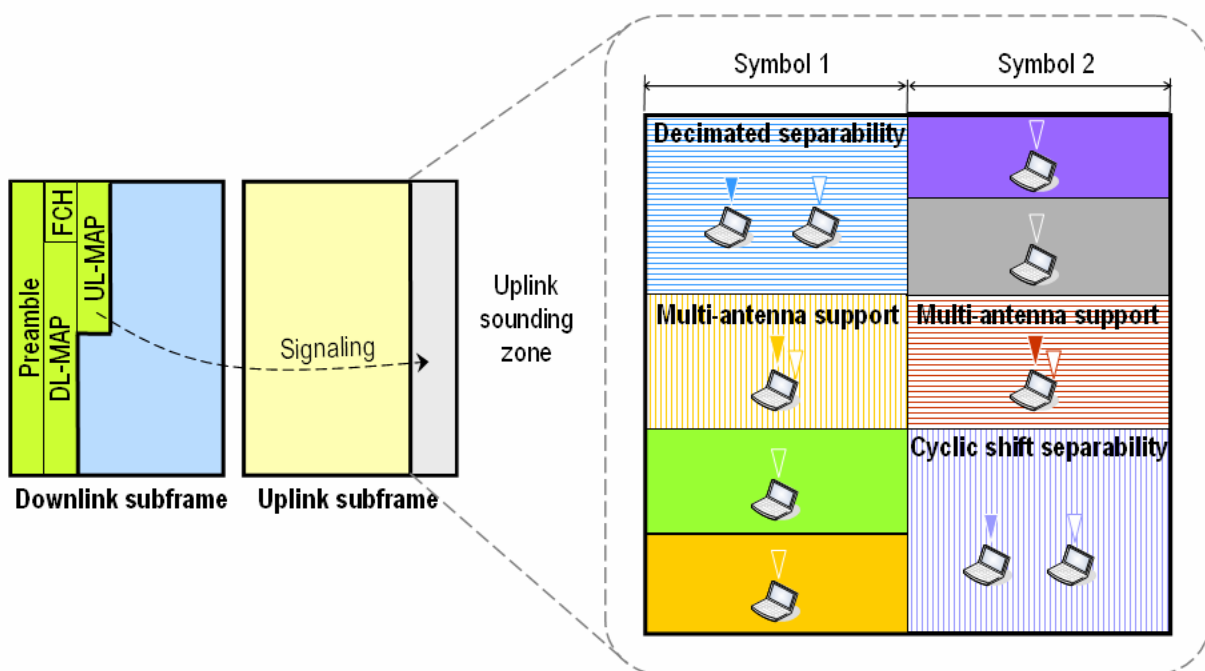 Symbol 1
Symbol 2
Decimated separability
Preamble
DL-MAP
FCH
UL-MAP
Uplink
sounding
zone
Signaling
Multi-antenna support
Multi-antenna support
Cyclic shift separability
Downlink subframe
Uplink subframe